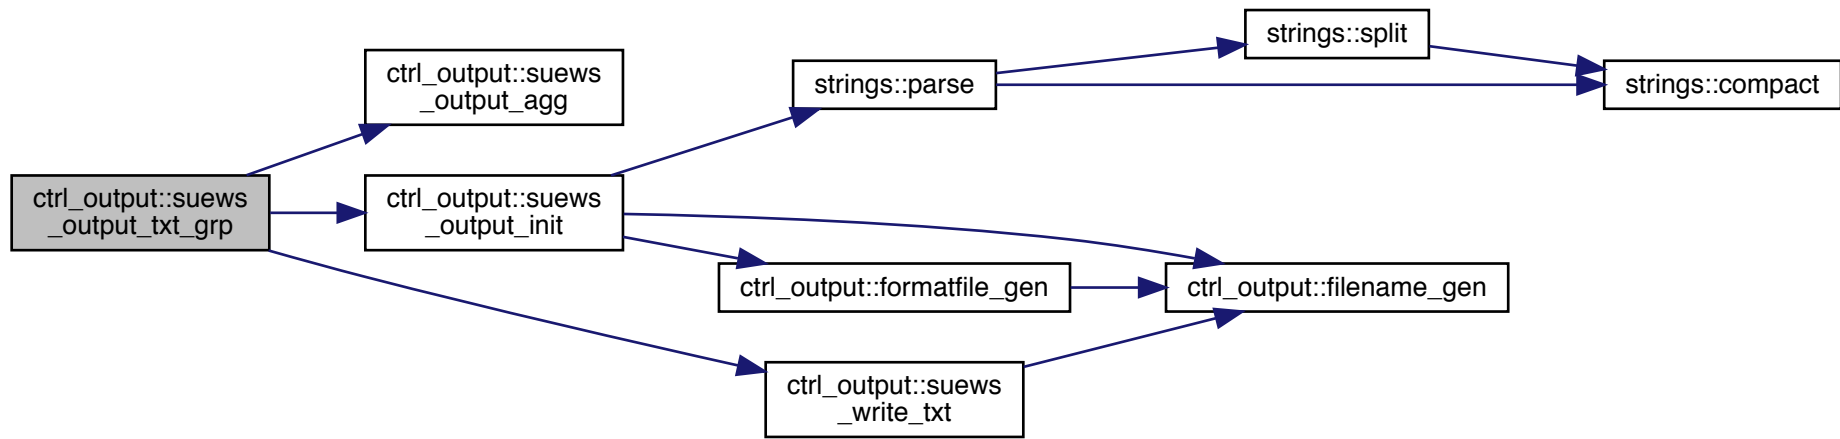 ctrl_output::suews
_output_txt_grp
ctrl_output::suews
_output_agg
ctrl_output::suews
_output_init
strings::parse
strings::split
strings::compact
ctrl_output::formatfile_gen
ctrl_output::filename_gen
ctrl_output::suews
_write_txt